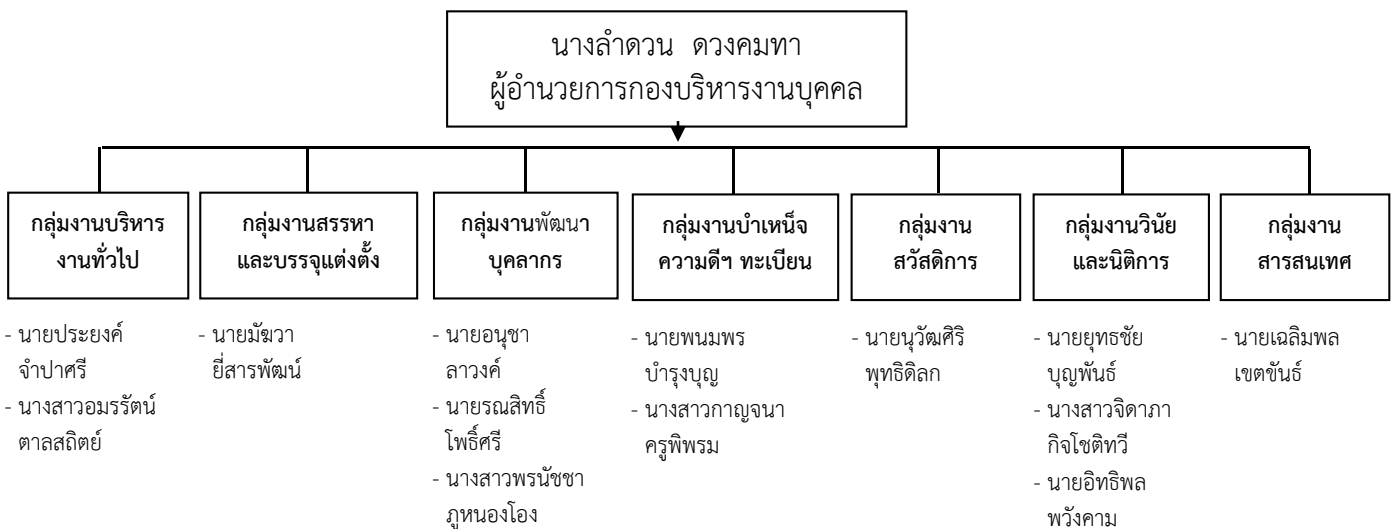 นางลำดวน  ดวงคมทา
ผู้อำนวยการกองบริหารงานบุคคล
กลุ่มงานบริหาร
งานทั่วไป
- นายประยงค์
จำปาศรี
- นางสาวอมรรัตน์
ตาลสถิตย์
กลุ่มงานสรรหา
และบรรจุแต่งตั้ง
- นายมัฆวา
ยี่สารพัฒน์
กลุ่มงานพัฒนา
บุคลากร
- นายอนุชา
ลาวงค์
- นายรณสิทธิ์
โพธิ์ศรี
- นางสาวพรนัชชา
ภูหนองโอง
กลุ่มงานบำเหน็จ
ความดีฯ ทะเบียน
- นายพนมพร
บำรุงบุญ
- นางสาวกาญจนา
ครูพิพรม
กลุ่มงาน
สวัสดิการ
- นายนุวัฒศิริ
พุทธิดิลก
กลุ่มงานวินัย
และนิติการ
- นายยุทธชัย
บุญพันธ์
- นางสาวจิดาภา
กิจโชติทวี
- นายอิทธิพล
พวังคาม
กลุ่มงาน
สารสนเทศ
- นายเฉลิมพล
เขตขันธ์